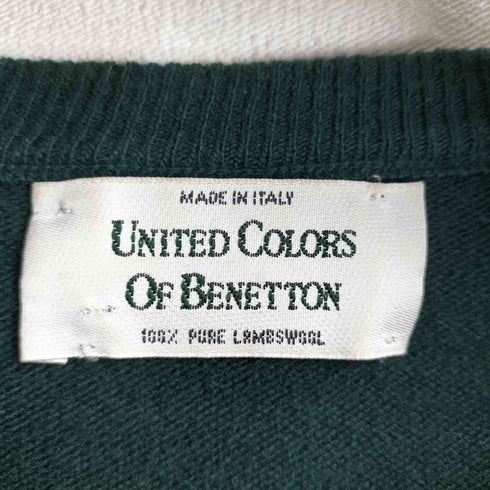 MADE IN ITALY
UNITED COLORS
OF BENETTON
100% PURE LAMBSWOOL